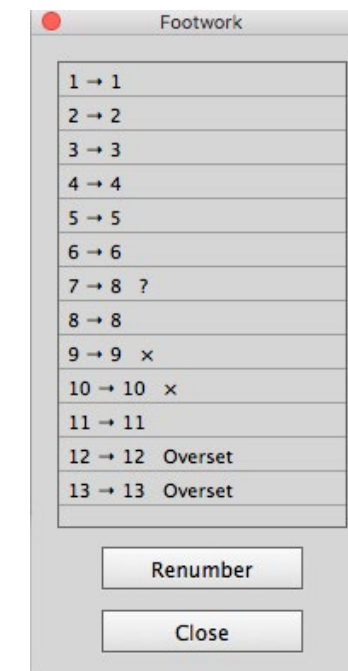 Footwork
1 → 1
2 → 2
3 → 3
4 → 4
5 → 5
6 → 6
7 → 8 ?
8 → 8
9 → 9 ×
10 → 10 ×
11 → 11
12 → 12 Overset
13 → 13 Overset
Renumber
Close